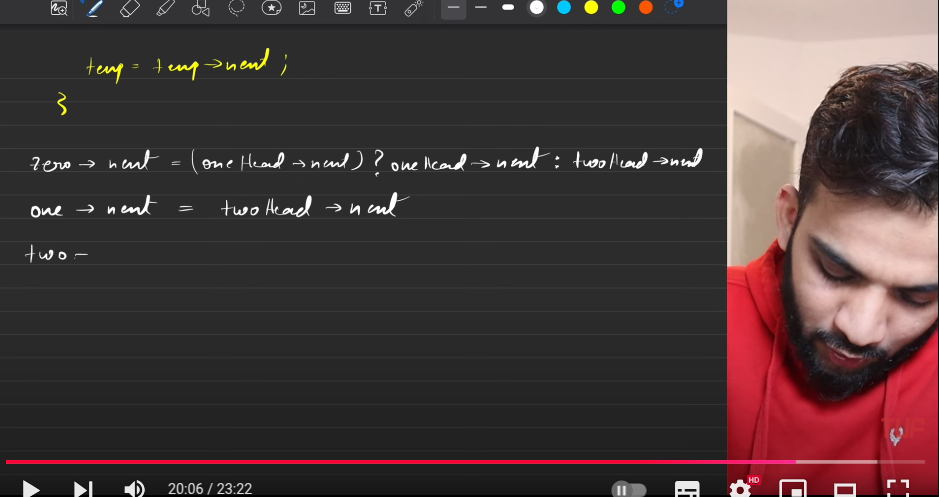 temp = temp → next ;
}
zero → next = (oneHead → next) ? oneHead → next : twoHead → next
one → next = twoHead → next
two -
HD
20:06 / 23:22